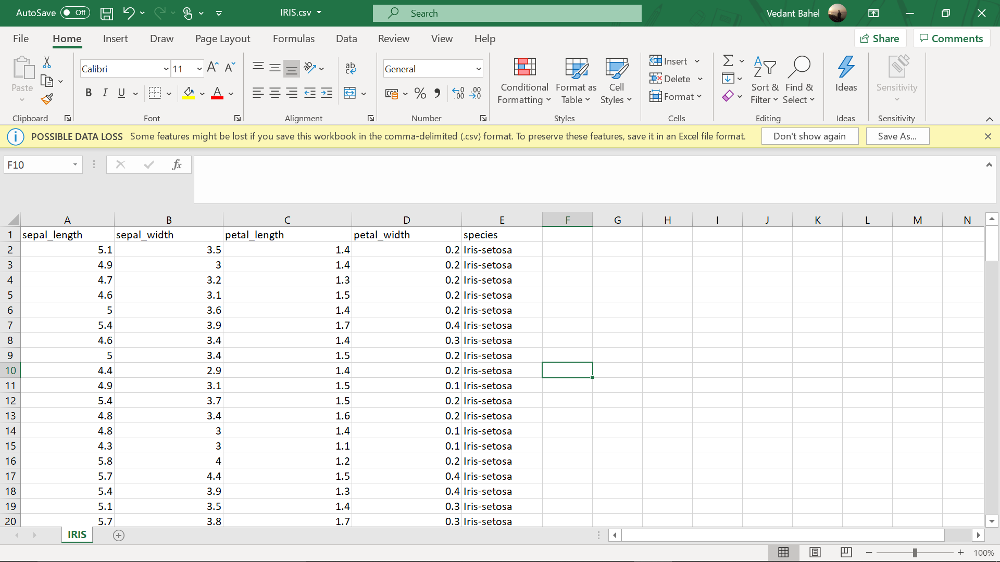 AutoSave Off IRIS.csv Search Vedant Bahel
File Home Insert Draw Page Layout Formulas Data Review View Help Share Comments
Paste Calibri 11 B I U A ab General % Conditional Formatting Format as Table Cell Styles Insert Delete Format Sort & Filter Find & Select Ideas Sensitivity
Clipboard Font Alignment Number Styles Cells Editing Ideas Sensitivity
POSSIBLE DATA LOSS Some features might be lost if you save this workbook in the comma-delimited (.csv) format. To preserve these features, save it in an Excel file format. Don't show again Save As...
F10 fx
A B C D E F G H I J K L M N
1 sepal_length sepal_width petal_length petal_width species
2 5.1 3.5 1.4 0.2 Iris-setosa
3 4.9 3 1.4 0.2 Iris-setosa
4 4.7 3.2 1.3 0.2 Iris-setosa
5 4.6 3.1 1.5 0.2 Iris-setosa
6 5 3.6 1.4 0.2 Iris-setosa
7 5.4 3.9 1.7 0.4 Iris-setosa
8 4.6 3.4 1.4 0.3 Iris-setosa
9 5 3.4 1.5 0.2 Iris-setosa
10 4.4 2.9 1.4 0.2 Iris-setosa
11 4.9 3.1 1.5 0.1 Iris-setosa
12 5.4 3.7 1.5 0.2 Iris-setosa
13 4.8 3.4 1.6 0.2 Iris-setosa
14 4.8 3 1.4 0.1 Iris-setosa
15 4.3 3 1.1 0.1 Iris-setosa
16 5.8 4 1.2 0.2 Iris-setosa
17 5.7 4.4 1.5 0.4 Iris-setosa
18 5.4 3.9 1.3 0.4 Iris-setosa
19 5.1 3.5 1.4 0.3 Iris-setosa
20 5.7 3.8 1.7 0.3 Iris-setosa
IRIS
100%